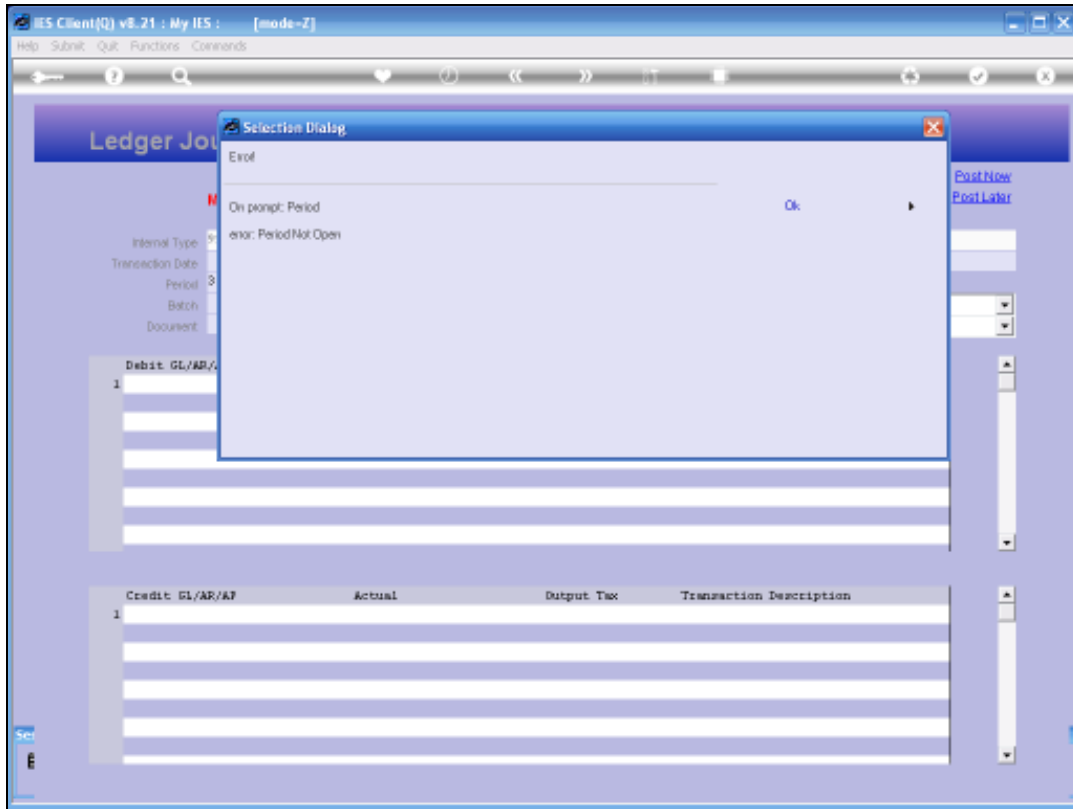 IES Client(Q) v8.21 : My IES : [mode=Z]
Help Submit Quit Functions Commands
Selection Dialog
Ledger Jou
Error!
Post Now
Post Later
On prompt: Period
Ok
error: Period Not Open
Internal Type
Transaction Date
Period 3
Batch
Document
Debit GL/AR/
1
Credit GL/AR/AP Actual Output Tax Transaction Description
1
Se